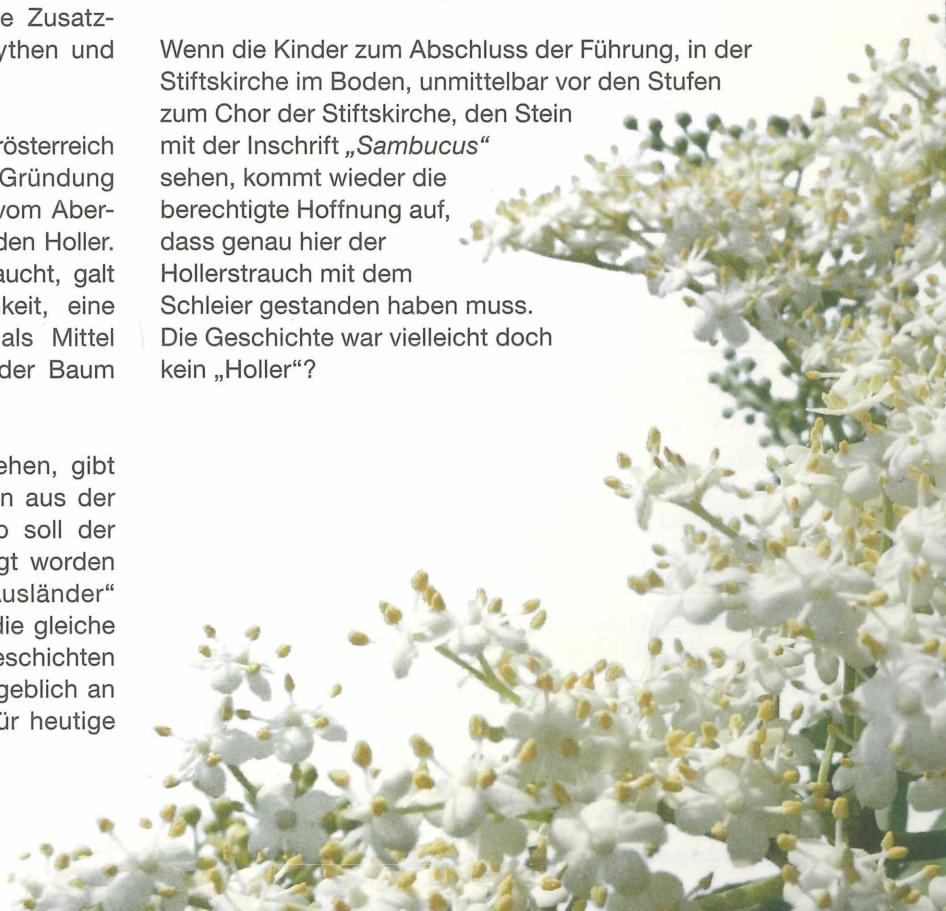 e Zusatz-
ythen und
rösterreich
Gründung
vom Aber-
den Holler.
aucht, galt
keit, eine
als Mittel
der Baum
ehen, gibt
n aus der
o soll der
gt worden
Ausländer“
die gleiche
eschichten
geblich an
ür heutige
Wenn die Kinder zum Abschluss der Führung, in der
Stiftskirche im Boden, unmittelbar vor den Stufen
zum Chor der Stiftskirche, den Stein
mit der Inschrift „Sambucus“
sehen, kommt wieder die
berechtigte Hoffnung auf,
dass genau hier der
Hollerstrauch mit dem
Schleier gestanden haben muss.
Die Geschichte war vielleicht doch
kein „Holler“?